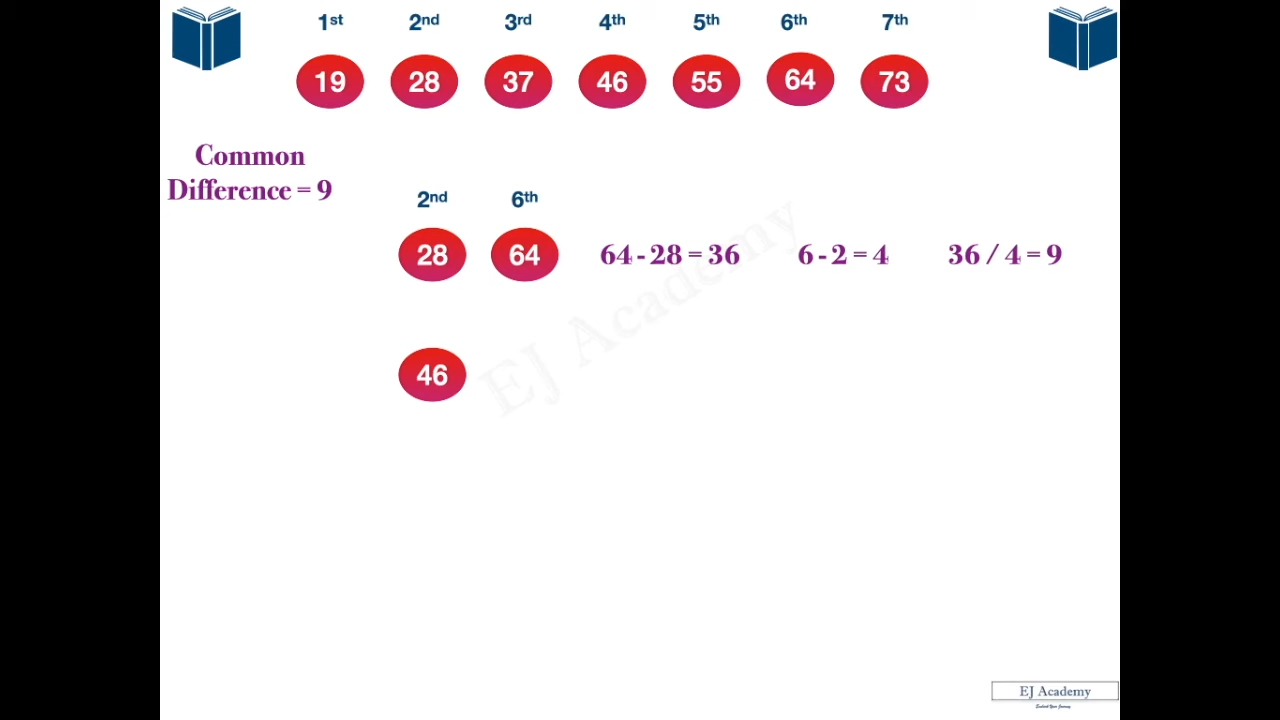 1st 2nd 3rd 4th 5th 6th 7th
19 28 37 46 55 64 73
Common
Difference = 9
2nd 6th
28 64 64 - 28 = 36 6 - 2 = 4 36 / 4 = 9
EJ Academy
46
EJ Academy